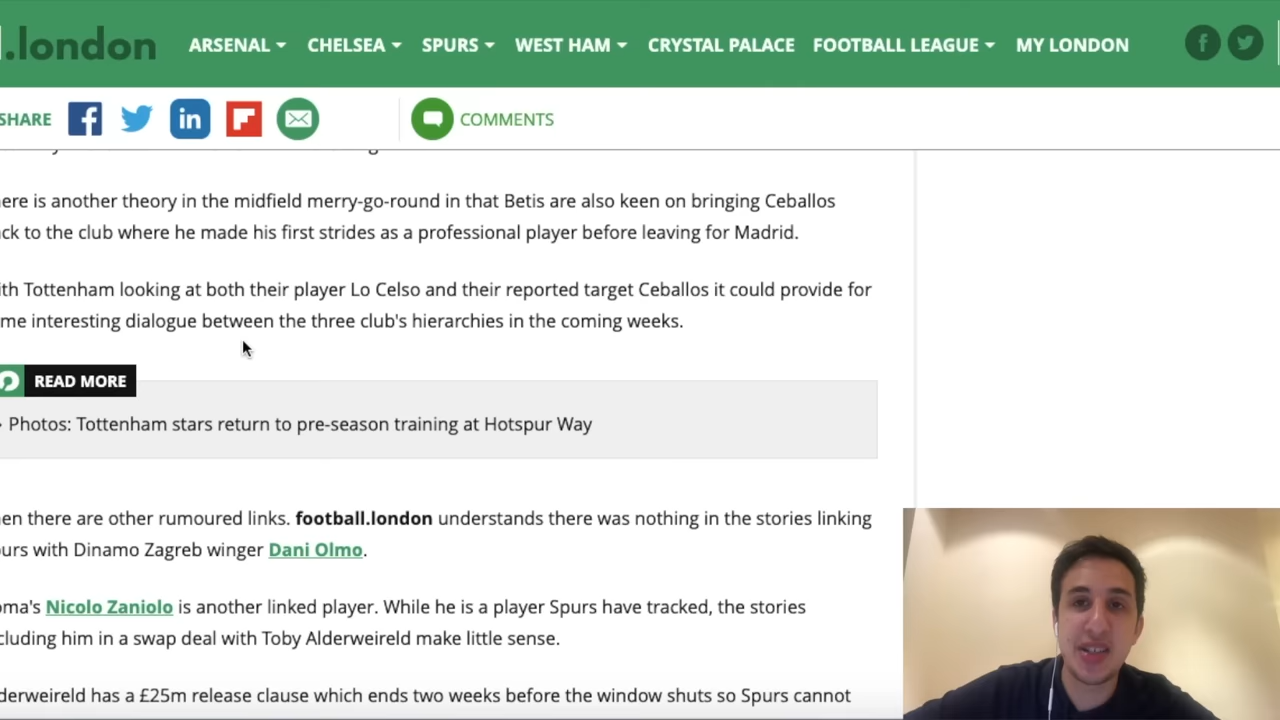 .london
ARSENAL CHELSEA SPURS WEST HAM CRYSTAL PALACE FOOTBALL LEAGUE MY LONDON
SHARE COMMENTS
ere is another theory in the midfield merry-go-round in that Betis are also keen on bringing Ceballos
ck to the club where he made his first strides as a professional player before leaving for Madrid.
ith Tottenham looking at both their player Lo Celso and their reported target Ceballos it could provide for
me interesting dialogue between the three club's hierarchies in the coming weeks.
READ MORE
Photos: Tottenham stars return to pre-season training at Hotspur Way
en there are other rumoured links. football.london understands there was nothing in the stories linking
urs with Dinamo Zagreb winger Dani Olmo.
oma's Nicolo Zaniolo is another linked player. While he is a player Spurs have tracked, the stories
cluding him in a swap deal with Toby Alderweireld make little sense.
derweireld has a £25m release clause which ends two weeks before the window shuts so Spurs cannot